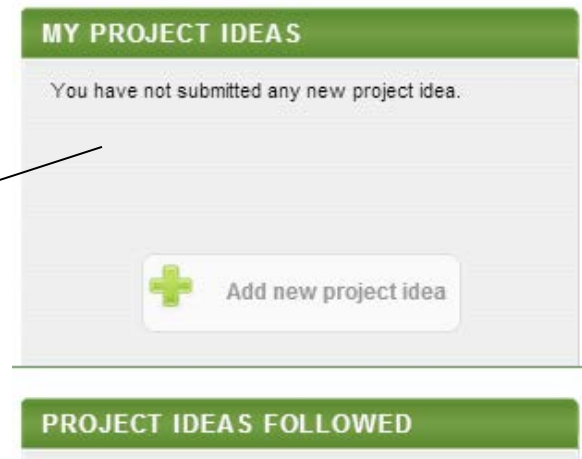 MY PROJECT IDEAS
You have not submitted any new project idea.
Add new project idea
PROJECT IDEAS FOLLOWED